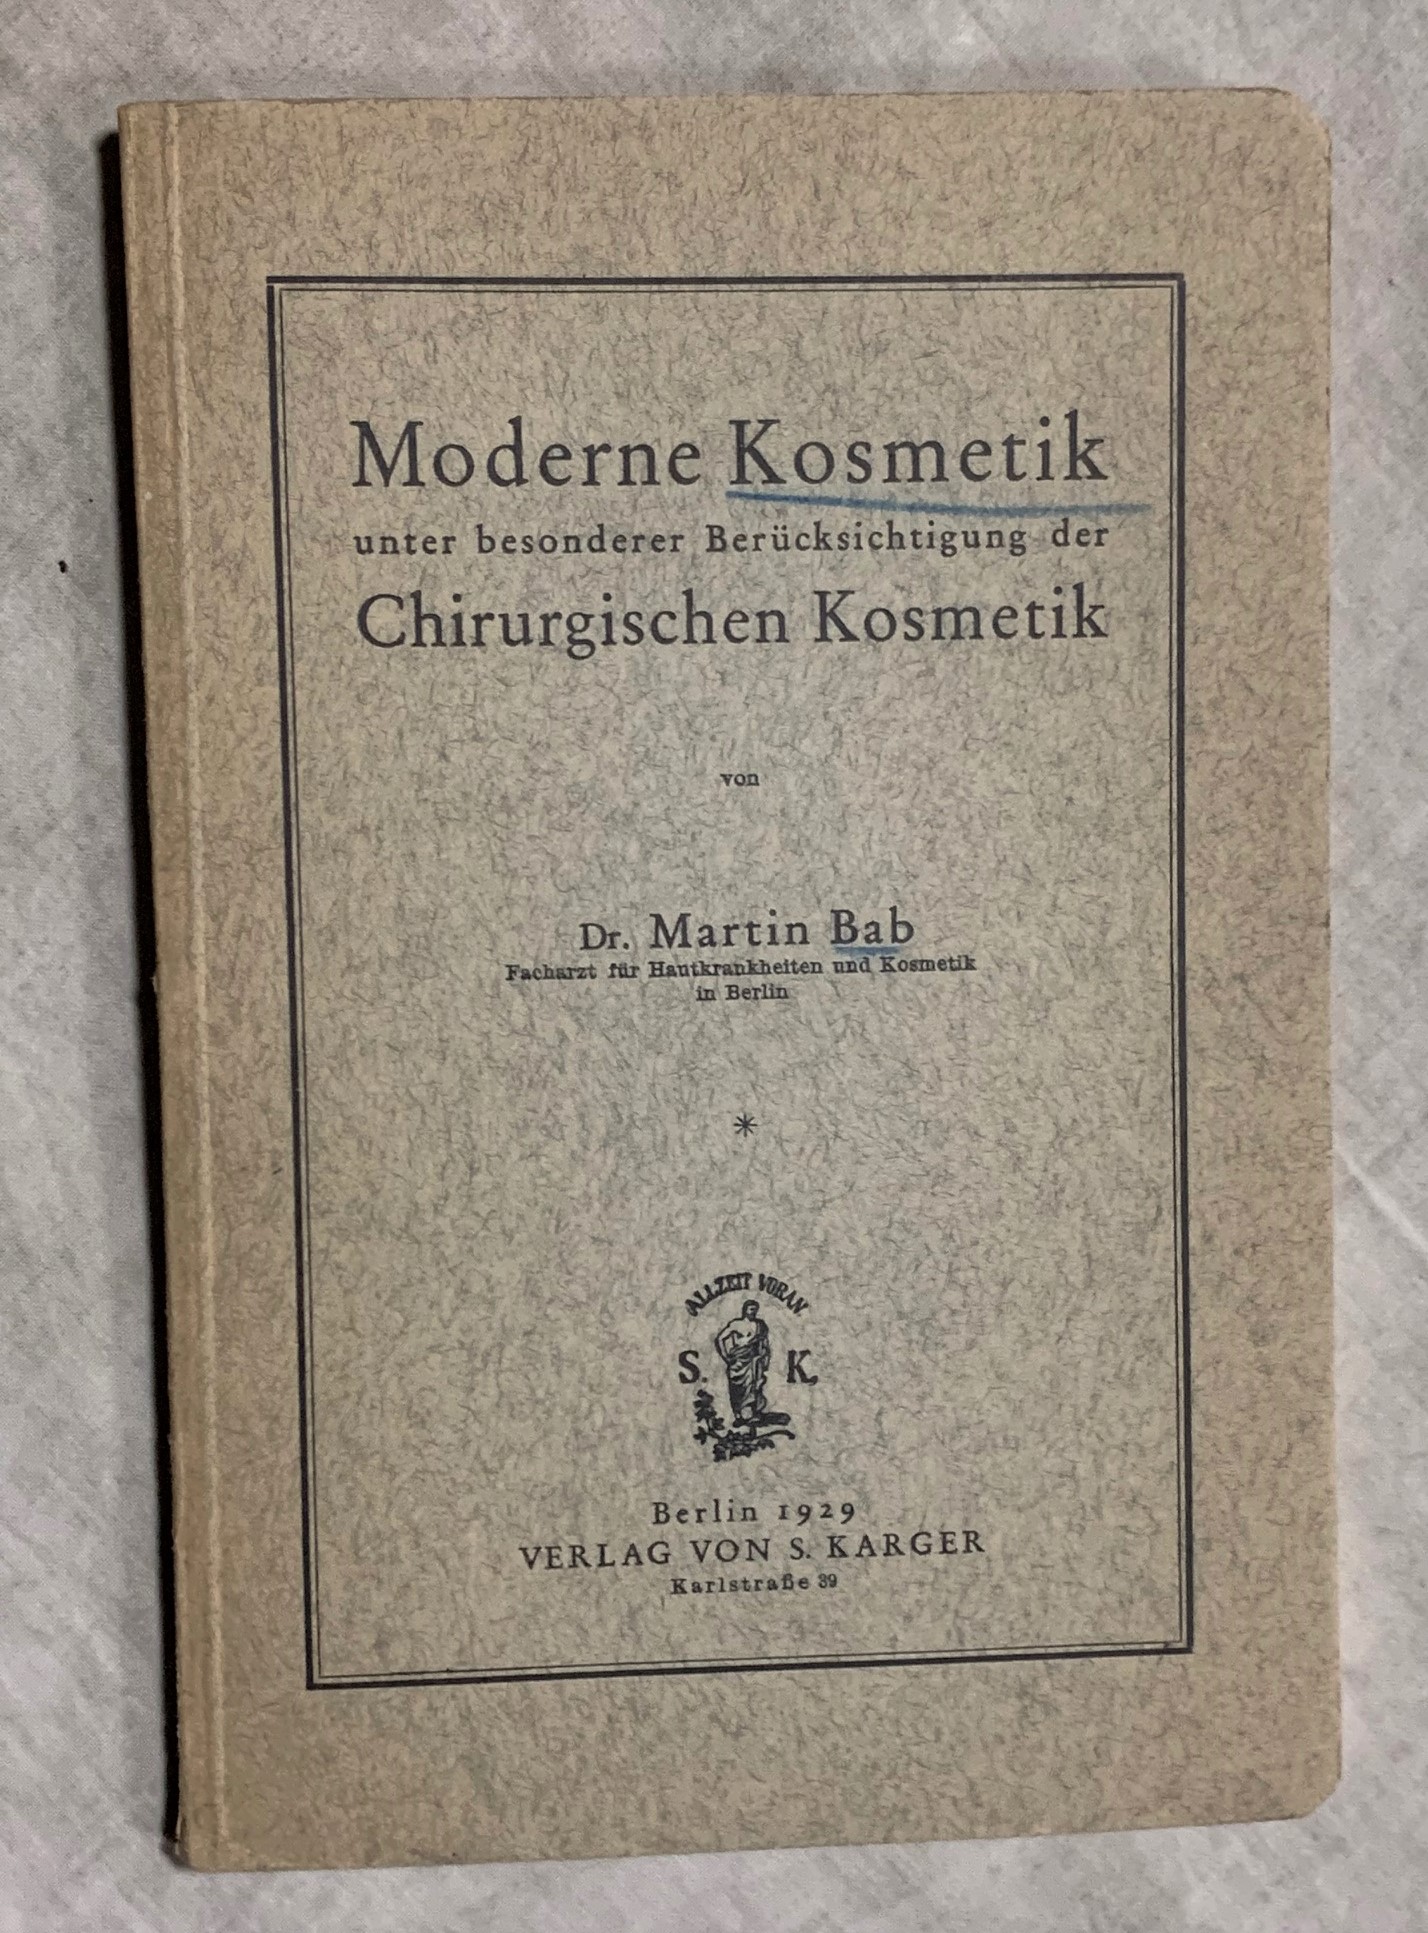 Moderne Kosmetik
unter besonderer Berücksichtigung der
Chirurgischen Kosmetik
von
Dr. Martin Bab
Facharzt für Hautkrankheiten und Kosmetik
in Berlin
*
ALLZEIT VORAN
S. K.
Berlin 1929
VERLAG VON S. KARGER
Karlstraße 39